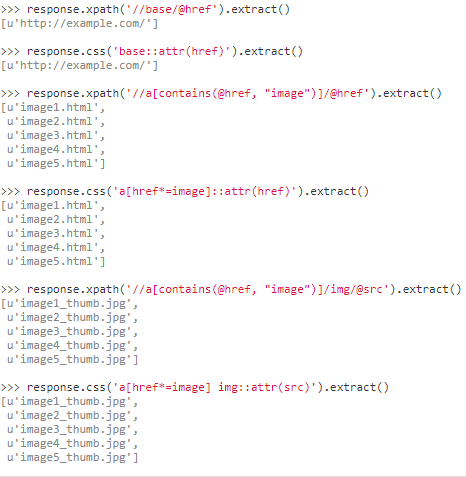 >>> response.xpath('//base/@href').extract()
[u'http://example.com/']
>>> response.css('base::attr(href)').extract()
[u'http://example.com/']
>>> response.xpath('//a[contains(@href, "image")]/@href').extract()
[u'image1.html',
 u'image2.html',
 u'image3.html',
 u'image4.html',
 u'image5.html']
>>> response.css('a[href*=image]::attr(href)').extract()
[u'image1.html',
 u'image2.html',
 u'image3.html',
 u'image4.html',
 u'image5.html']
>>> response.xpath('//a[contains(@href, "image")]/img/@src').extract()
[u'image1_thumb.jpg',
 u'image2_thumb.jpg',
 u'image3_thumb.jpg',
 u'image4_thumb.jpg',
 u'image5_thumb.jpg']
>>> response.css('a[href*=image] img::attr(src)').extract()
[u'image1_thumb.jpg',
 u'image2_thumb.jpg',
 u'image3_thumb.jpg',
 u'image4_thumb.jpg',
 u'image5_thumb.jpg']